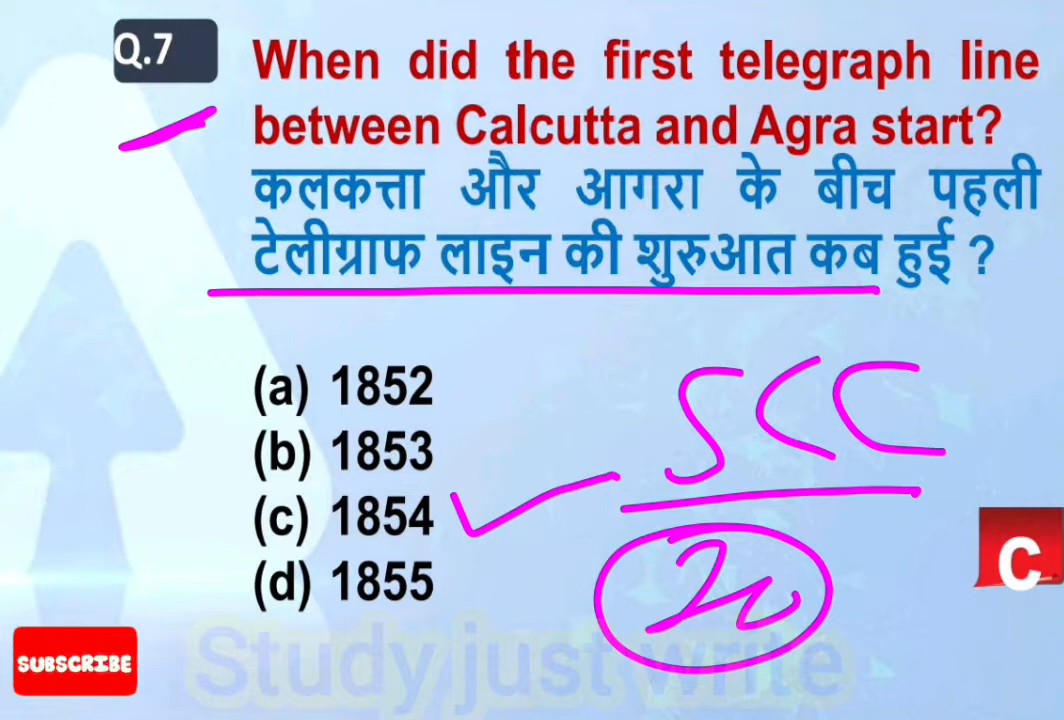 Q.7
When did the first telegraph line
between Calcutta and Agra start?
कलकत्ता और आगरा के बीच पहली
टेलीग्राफ लाइन की शुरुआत कब हुई ?
(a) 1852
(b) 1853
(c) 1854
(d) 1855
SCC
C
SUBSCRIBE
Study just write